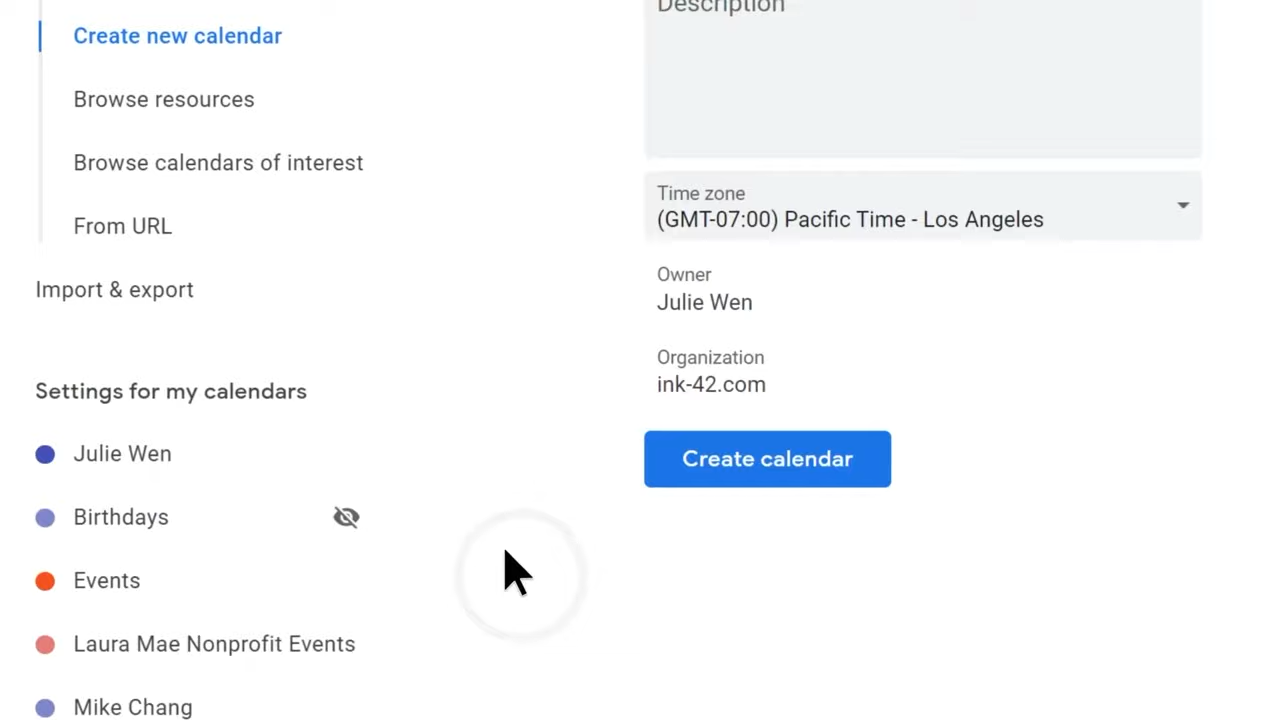 Create new calendar
Browse resources
Browse calendars of interest
From URL
Import & export
Settings for my calendars
Julie Wen
Birthdays
Events
Laura Mae Nonprofit Events
Mike Chang
Description
Time zone
(GMT-07:00) Pacific Time - Los Angeles
Owner
Julie Wen
Organization
ink-42.com
Create calendar